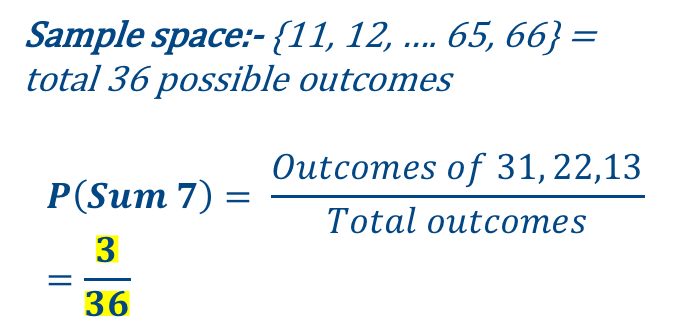 Sample space:- {11, 12, .... 65, 66} =
total 36 possible outcomes
P(Sum 7) = Outcomes of 31, 22,13
Total outcomes
= 3
36